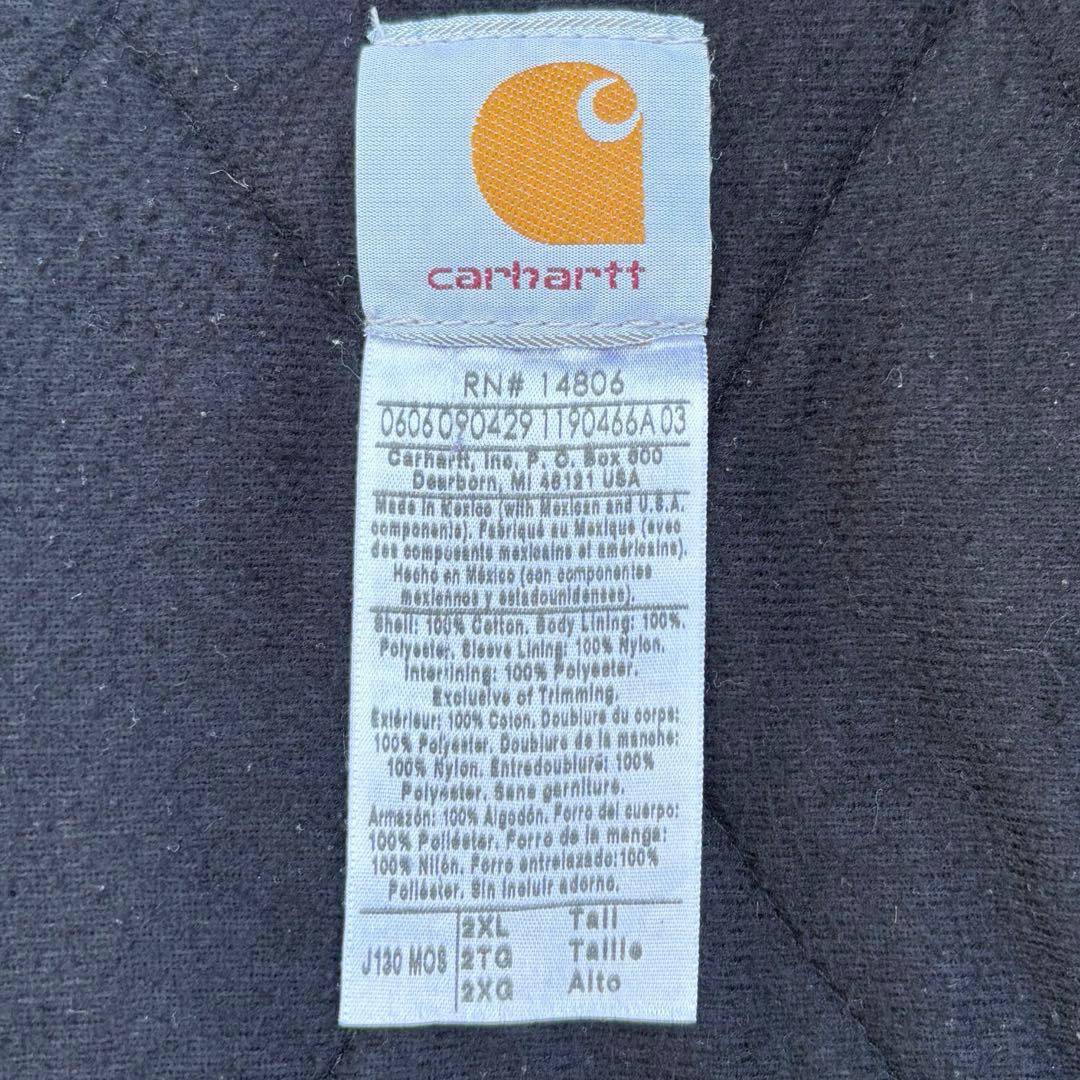 carhartt
RN# 14806
0606090429 1190466A 03
Carhartt, Inc. P. O. Box 600
Dearborn, MI 48121 USA
Made in Mexico (with Mexican and U.S.A.
components). Fabriqué au Mexique (avec
des composants mexicains et américains).
Hecho en México (con componentes
mexicannos y estadounidenses).
Shell: 100% Cotton. Body Lining: 100%
Polyester. Sleeve Lining: 100% Nylon.
Interlining: 100% Polyester.
Exclusive of Trimming.
Extérieur: 100% Coton. Doublure du corps:
100% Polyester. Doublure de la manche:
100% Nylon. Entredoublure: 100%
Polyester. Sans garniture.
Armazón: 100% Algodón. Forro del cuerpo:
100% Poliéster. Forro de la manga:
100% Nilón. Forro entrelazado:100%
Poliéster. Sin incluir adorno.
J130 MOS
2XL Tall
2TG Taille
2XG Alto